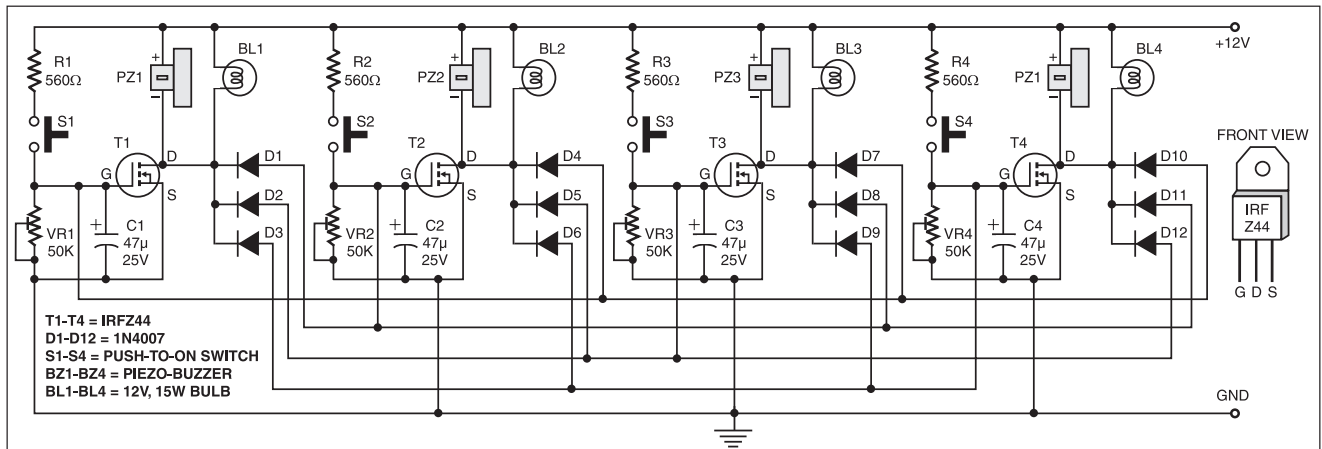 R1
560Ω
PZ1
+
−
BL1
S1
T1
D
G
S
D1
D2
D3
VR1
50K
+
C1
47µ
25V
R2
560Ω
PZ2
+
−
BL2
S2
T2
D
G
S
D4
D5
D6
VR2
50K
+
C2
47µ
25V
R3
560Ω
PZ3
+
−
BL3
S3
T3
D
G
S
D7
D8
D9
VR3
50K
+
C3
47µ
25V
R4
560Ω
PZ1
+
−
BL4
S4
T4
D
G
S
D10
D11
D12
VR4
50K
+
C4
47µ
25V
+12V
FRONT VIEW
IRF
Z44
G D S
T1-T4 = IRFZ44
D1-D12 = 1N4007
S1-S4 = PUSH-TO-ON SWITCH
BZ1-BZ4 = PIEZO-BUZZER
BL1-BL4 = 12V, 15W BULB
GND